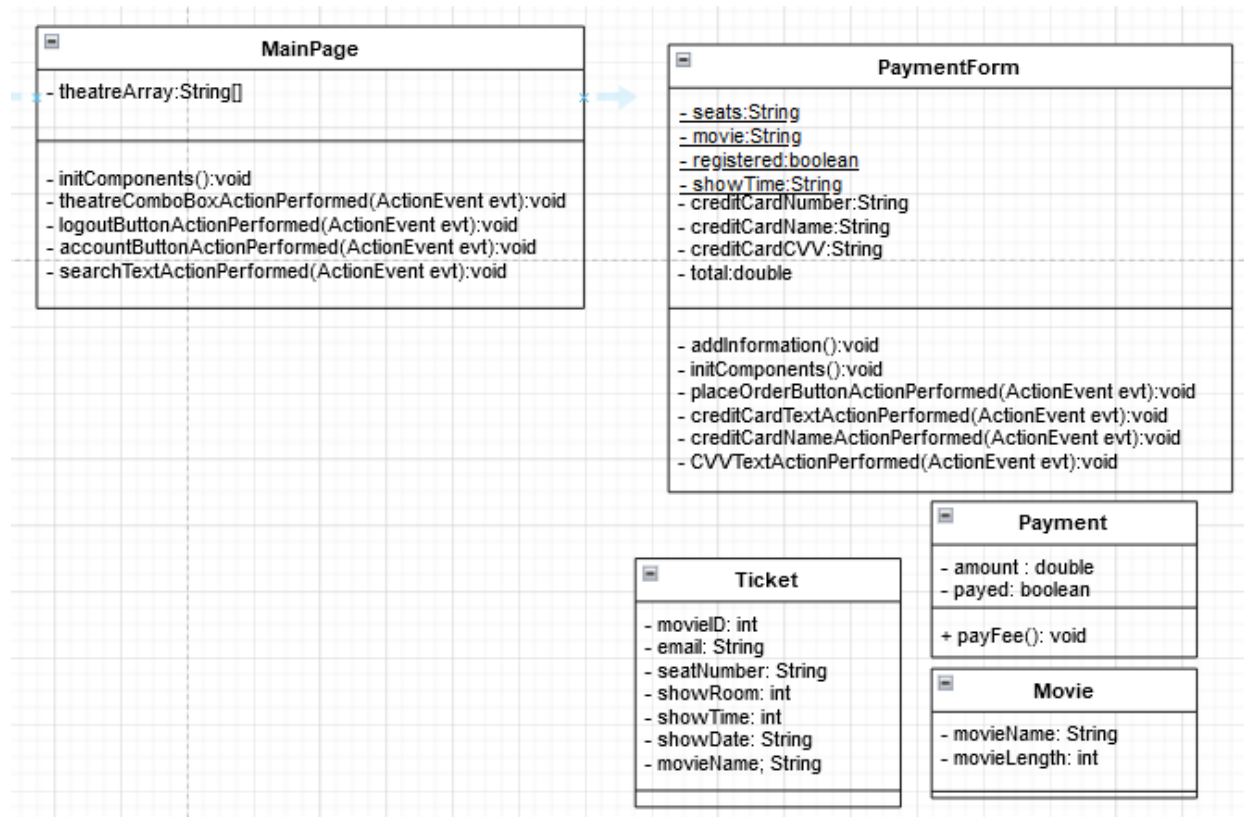 MainPage
- theatreArray:String[]
- initComponents():void
- theatreComboBoxActionPerformed(ActionEvent evt):void
- logoutButtonActionPerformed(ActionEvent evt):void
- accountButtonActionPerformed(ActionEvent evt):void
- searchTextActionPerformed(ActionEvent evt):void
PaymentForm
- seats:String
- movie:String
- registered:boolean
- showTime:String
- creditCardNumber:String
- creditCardName:String
- creditCardCVV:String
- total:double
- addInformation():void
- initComponents():void
- placeOrderButtonActionPerformed(ActionEvent evt):void
- creditCardTextActionPerformed(ActionEvent evt):void
- creditCardNameActionPerformed(ActionEvent evt):void
- CVVTextActionPerformed(ActionEvent evt):void
Payment
- amount : double
- payed: boolean
+ payFee(): void
Ticket
- movieID: int
- email: String
- seatNumber: String
- showRoom: int
- showTime: int
- showDate: String
- movieName; String
Movie
- movieName: String
- movieLength: int